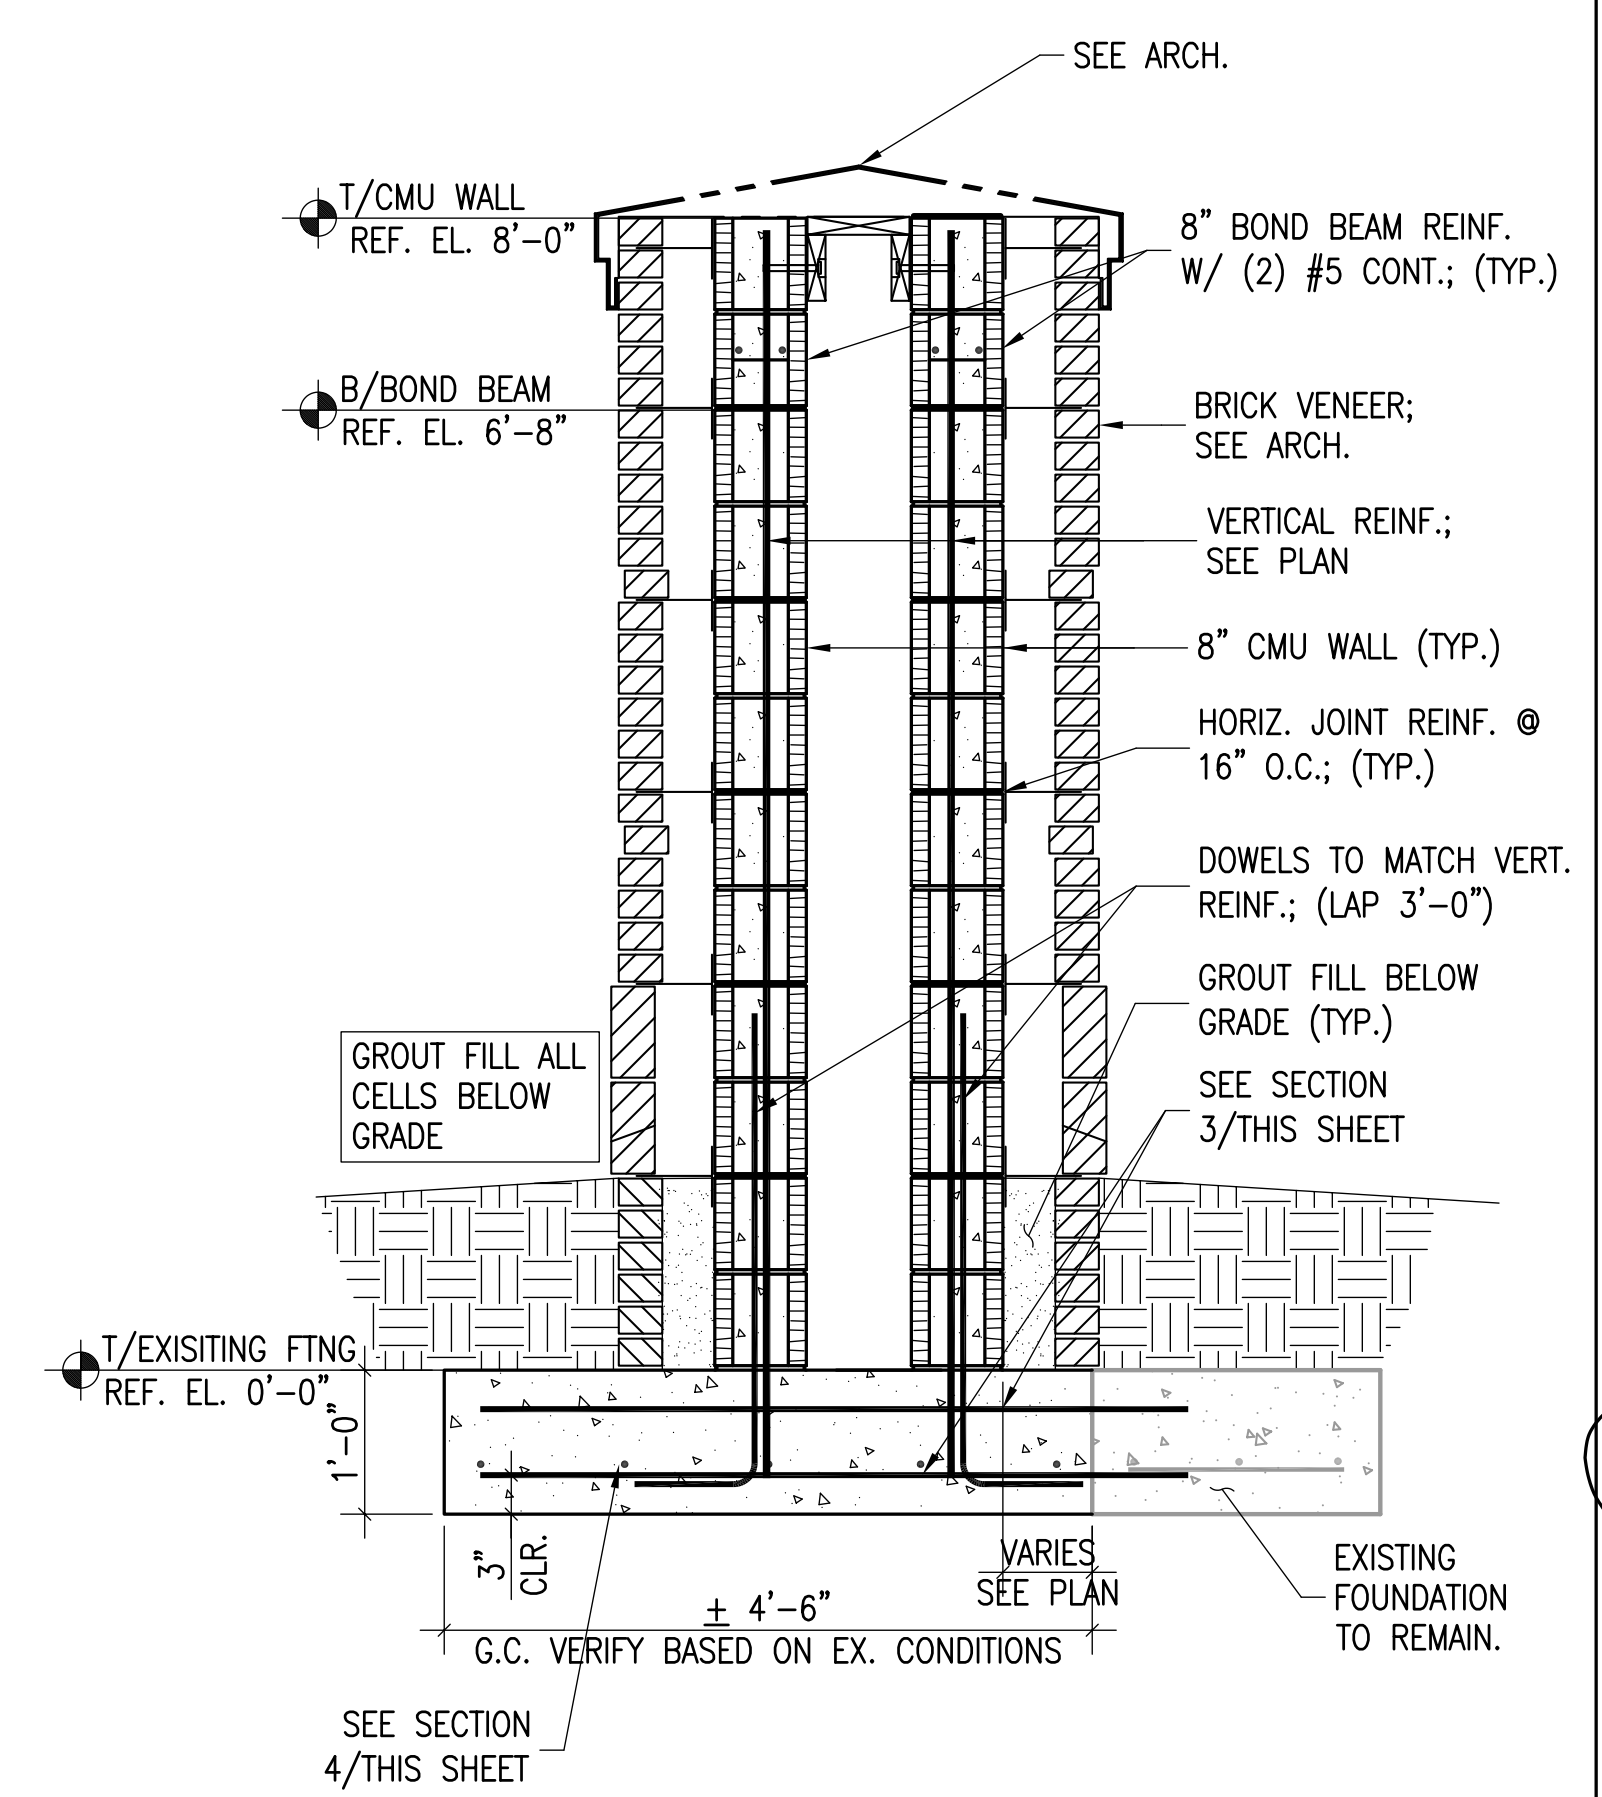 SEE ARCH.
T/CMU WALL
REF. EL. 8'-0"
8" BOND BEAM REINF.
W/ (2) #5 CONT.; (TYP.)
B/BOND BEAM
REF. EL. 6'-8"
BRICK VENEER;
SEE ARCH.
VERTICAL REINF.;
SEE PLAN
8" CMU WALL (TYP.)
HORIZ. JOINT REINF. @
16" O.C.; (TYP.)
DOWELS TO MATCH VERT.
REINF.; (LAP 3'-0")
GROUT FILL BELOW
GRADE (TYP.)
GROUT FILL ALL
CELLS BELOW
GRADE
SEE SECTION
3/THIS SHEET
T/EXISITING FTNG
REF. EL. 0'-0"
1'-0"
3"
CLR.
VARIES
SEE PLAN
± 4'-6"
G.C. VERIFY BASED ON EX. CONDITIONS
EXISTING
FOUNDATION
TO REMAIN.
SEE SECTION
4/THIS SHEET